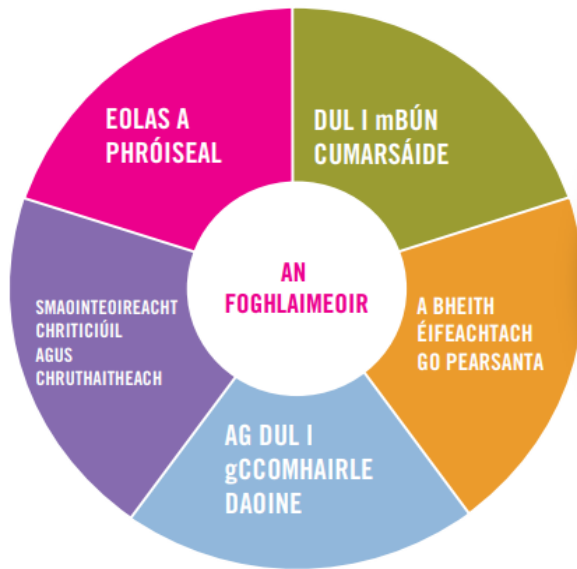 EOLAS A
PHRÓISEAL
DUL I mBÚN
CUMARSÁIDE
AN
FOGHLAIMEOIR
SMAOINTEOIREACHT
CHRITICIÚIL
AGUS
CHRUTHAITHEACH
A BHEITH
ÉIFEACHTACH
GO PEARSANTA
AG DUL I
gCCOMHAIRLE
DAOINE